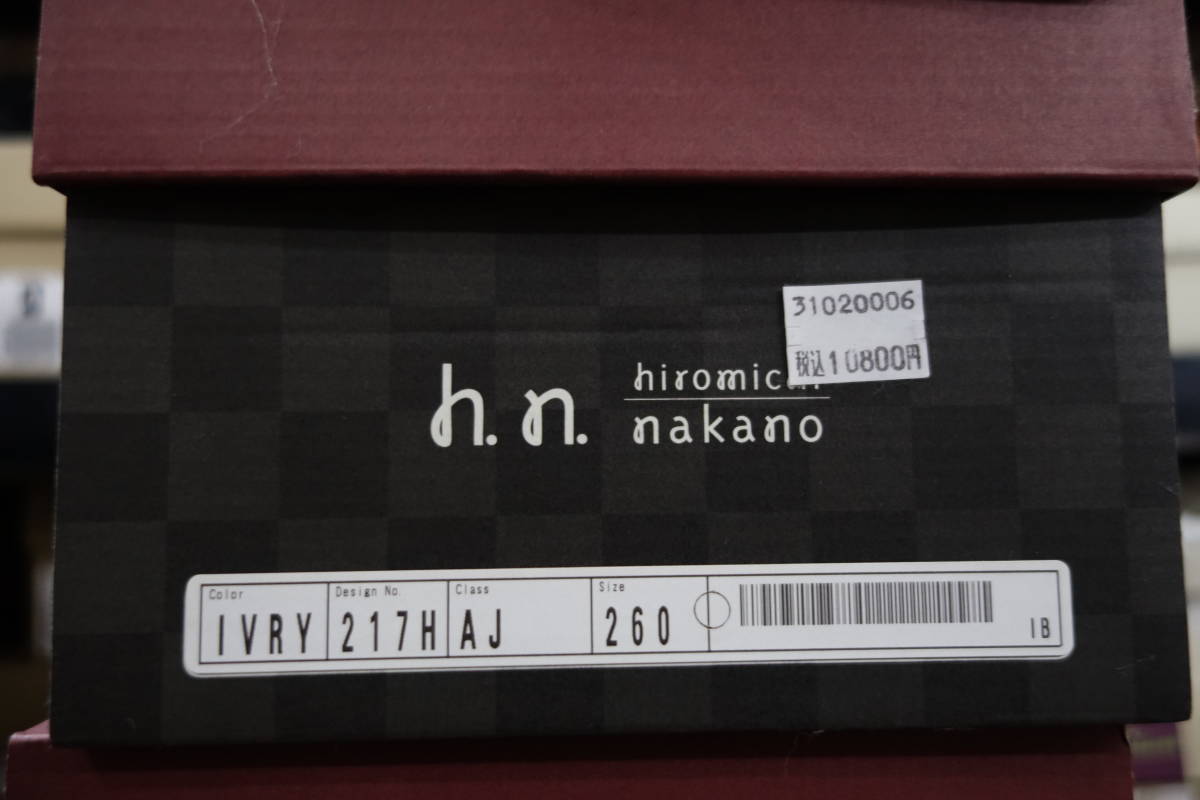 31020006
税込10800円
h.n.
nakano
Color
IVRY
Design No.
217H
Class
AJ
Size
260
IB